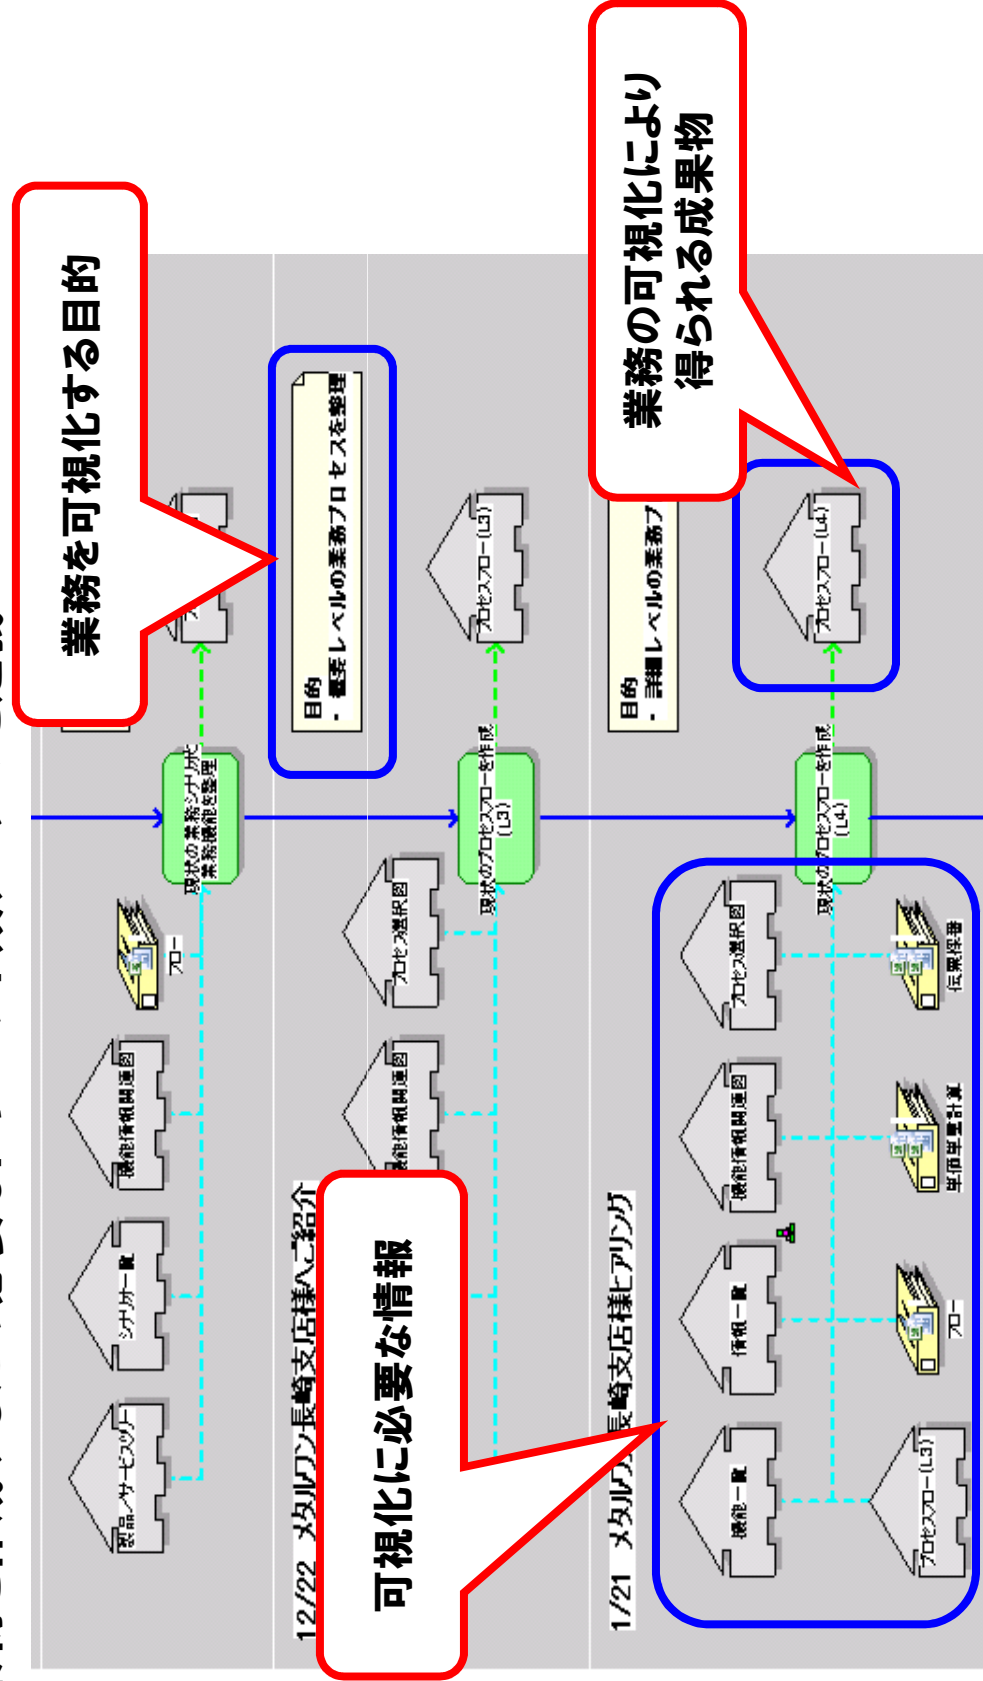 業務を可視化する目的
業務の可視化により
得られる成果物
可視化に必要な情報
製品/サービスツリー
シナリオ一覧
機能情報関連図
フロー
現状の業務シナリオと
業務機能を整理
12/22 メタルワン長崎支店様へご紹介
目的
- 概要レベルの業務プロセスを整理
機能情報関連図
プロセス選択図
現状のプロセスフローを作成
(L3)
プロセスフロー(L3)
1/21 メタルワン長崎支店様ヒアリング
目的
- 詳細レベルの業務プ
機能一覧
情報一覧
機能情報関連図
プロセス選択図
現状のプロセスフローを作成
(L4)
プロセスフロー(L4)
プロセスフロー(L3)
フロー
単価単重計算
伝票採番